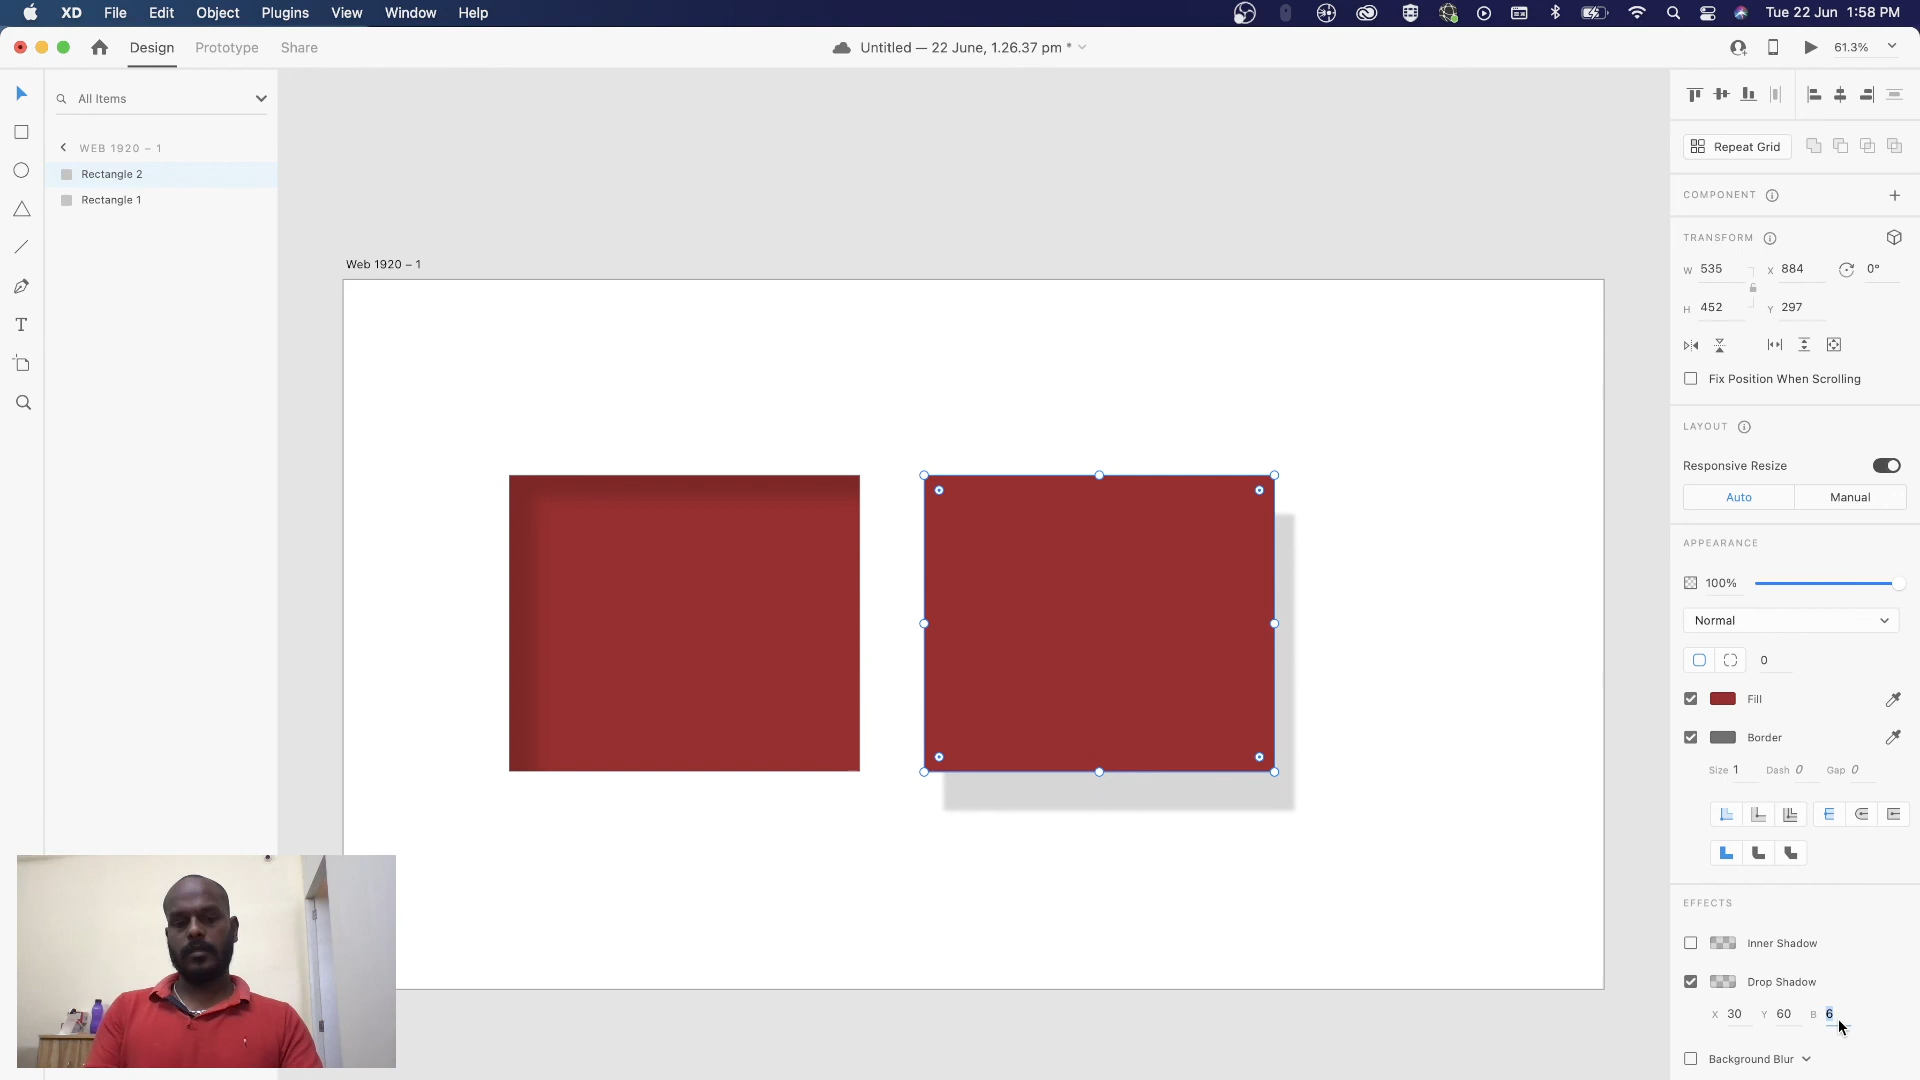 XD File Edit Object Plugins View Window Help Tue 22 Jun 1:58 PM
Design Prototype Share Untitled — 22 June, 1.26.37 pm * 61.3%
All Items
WEB 1920 – 1
Rectangle 2
Rectangle 1
Web 1920 – 1
Repeat Grid
COMPONENT
TRANSFORM
W 535 X 884 0°
H 452 Y 297
Fix Position When Scrolling
LAYOUT
Responsive Resize
Auto Manual
APPEARANCE
100%
Normal
0
Fill
Border
Size 1 Dash 0 Gap 0
EFFECTS
Inner Shadow
Drop Shadow
X 30 Y 60 B 6
Background Blur